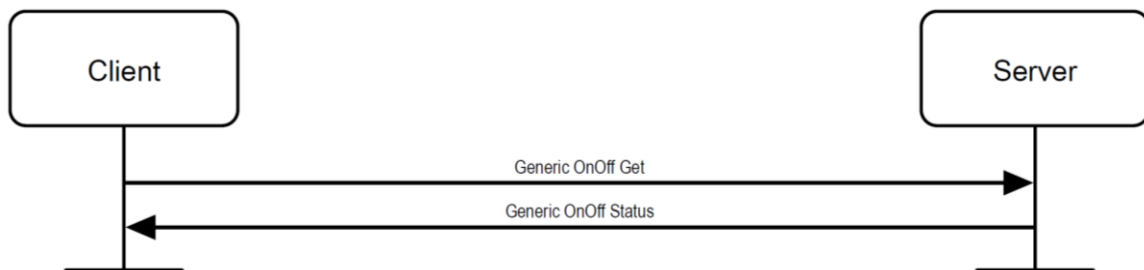 Client
Server
Generic OnOff Get
Generic OnOff Status